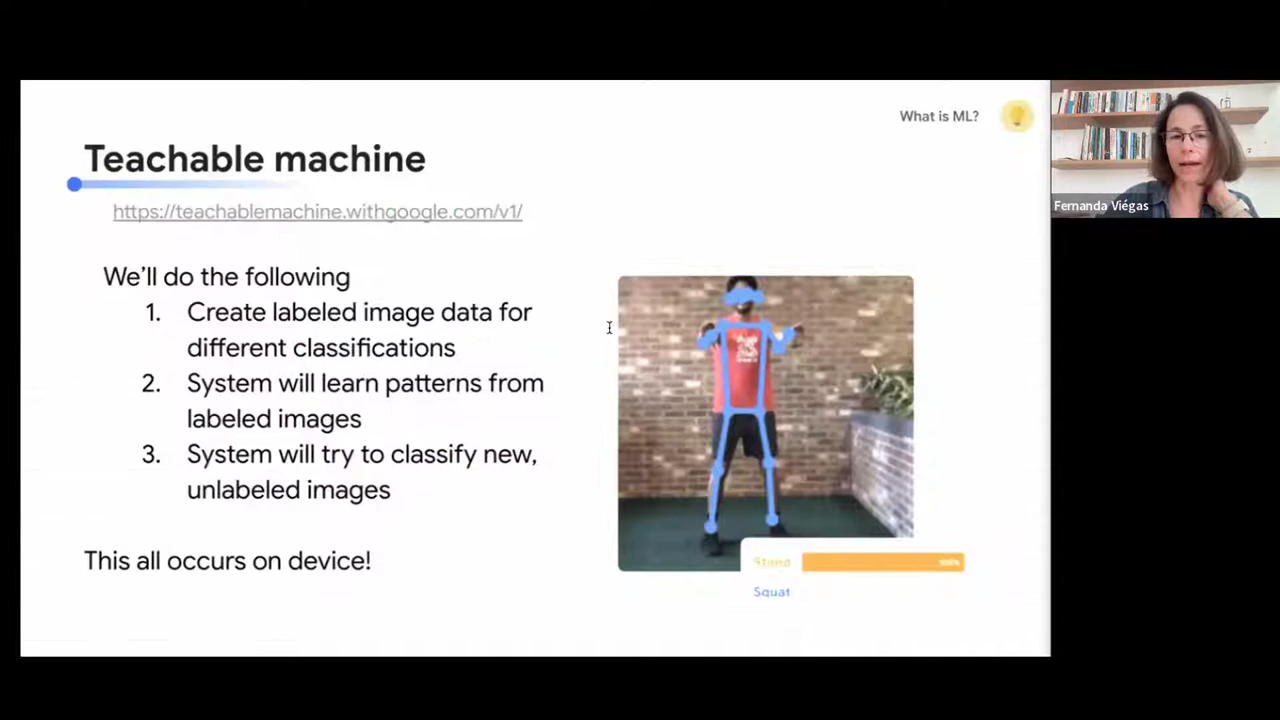 What is ML?
Teachable machine
https://teachablemachine.withgoogle.com/v1/
We'll do the following
1. Create labeled image data for
different classifications
2. System will learn patterns from
labeled images
3. System will try to classify new,
unlabeled images
This all occurs on device!
Stand
Squat
Fernanda Viégas